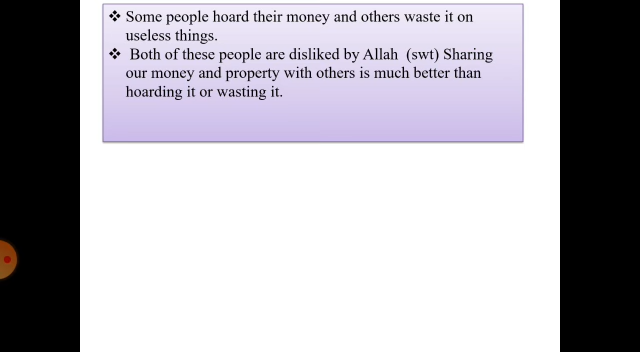 ❖ Some people hoard their money and others waste it on
useless things.
❖ Both of these people are disliked by Allah (swt) Sharing
our money and property with others is much better than
hoarding it or wasting it.